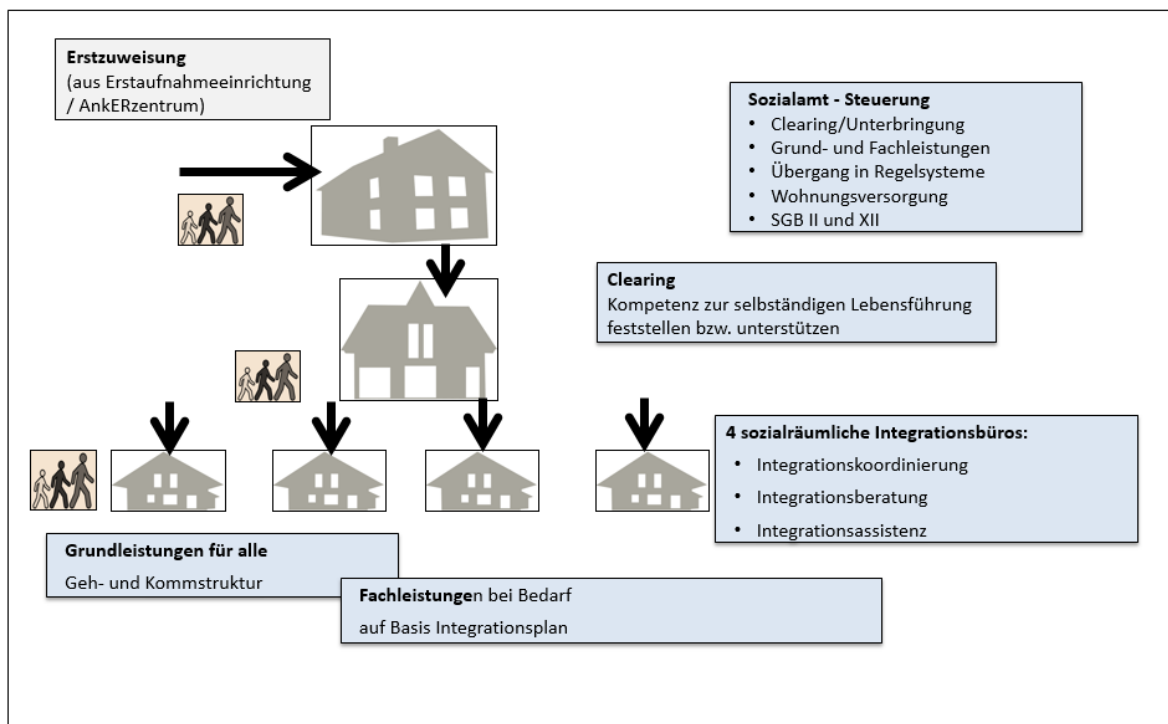 Erstzuweisung
(aus Erstaufnahmeeinrichtung
/ AnkERzentrum)
Sozialamt - Steuerung
• Clearing/Unterbringung
• Grund- und Fachleistungen
• Übergang in Regelsysteme
• Wohnungsversorgung
• SGB II und XII
Clearing
Kompetenz zur selbständigen Lebensführung
feststellen bzw. unterstützen
4 sozialräumliche Integrationsbüros:
• Integrationskoordinierung
• Integrationsberatung
• Integrationsassistenz
Grundleistungen für alle
Geh- und Kommstruktur
Fachleistungen bei Bedarf
auf Basis Integrationsplan